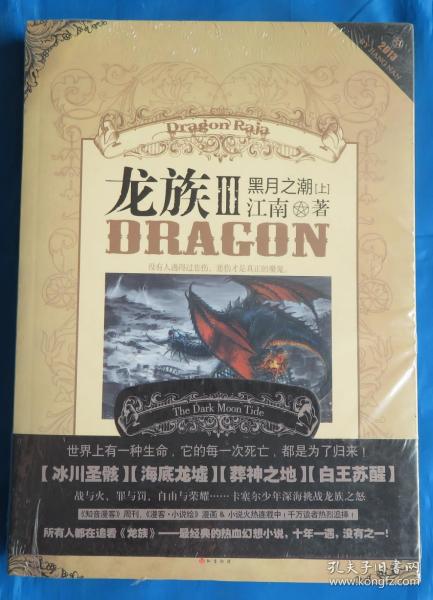 2013
BY JIANG NAN
Dragon Raja
龙族III
黑月之潮[上]
江南 著
DRAGON
没有人逃得过悲伤，悲伤才是真正的魔鬼。
The Dark Moon Tide
世界上有一种生命，它的每一次死亡，都是为了归来！
【冰川圣骸】【海底龙墟】【葬神之地】【白王苏醒】
战与火、罪与罚、自由与荣耀……卡塞尔少年深海挑战龙族之怒
《知音漫客》周刊、《漫客·小说绘》漫画&小说火热连载中！千万读者热烈追捧！
所有人都在追看《龙族》——最经典的热血幻想小说，十年一遇，没有之一！
孔夫子旧书网